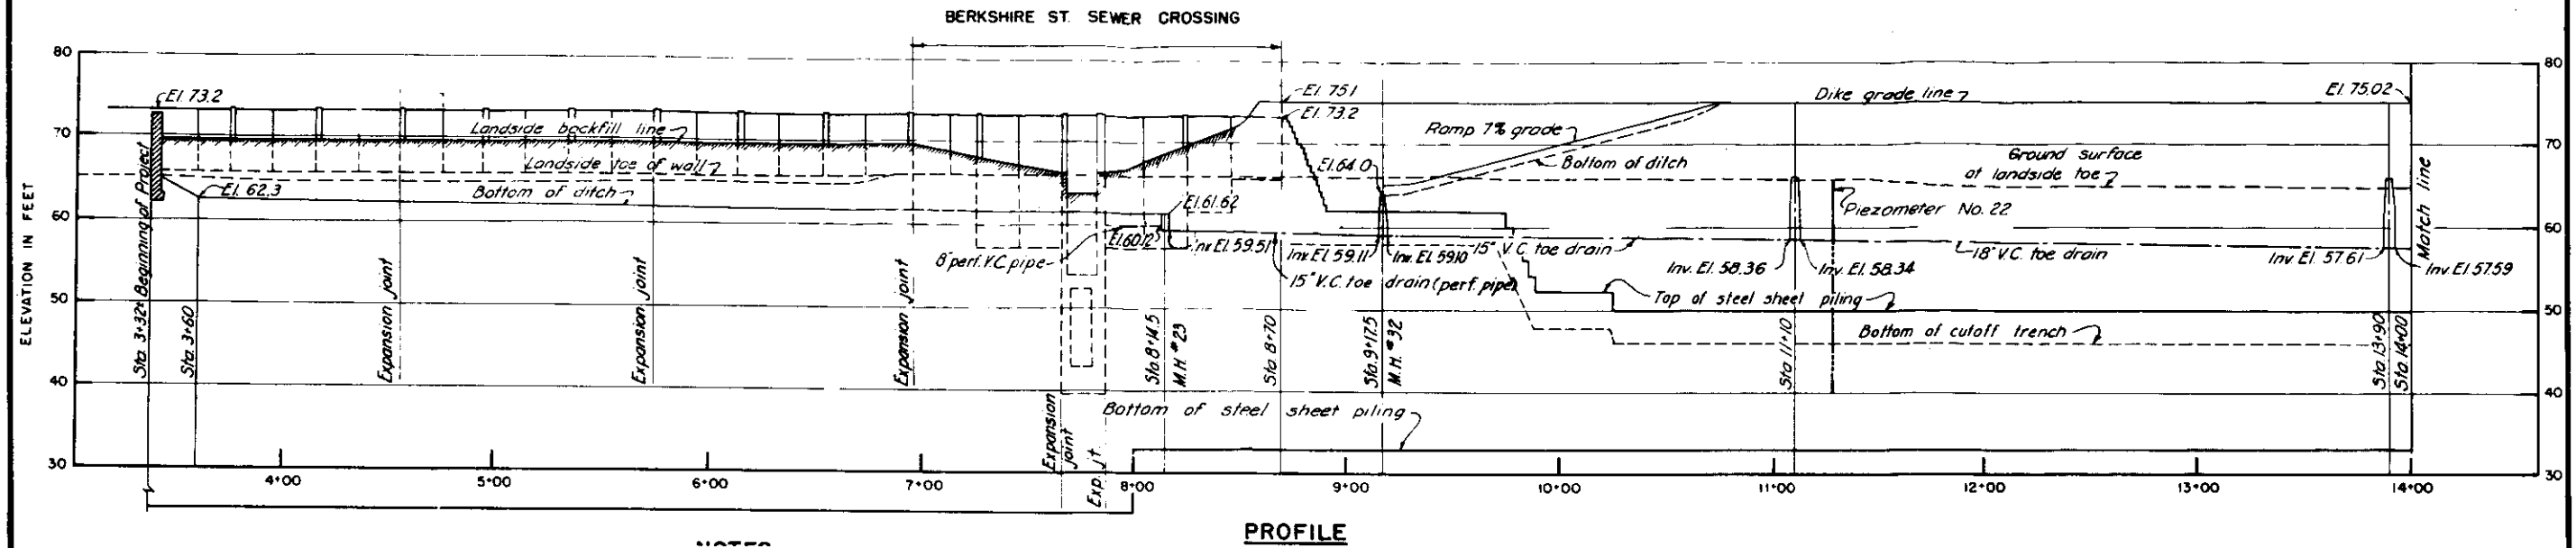 BERKSHIRE ST. SEWER CROSSING
80
70
60
50
40
30
ELEVATION IN FEET
El. 73.2
Landside backfill line
Landside toe of wall
El. 62.3
Bottom of ditch
Sta. 3+32± Beginning of Project
Sta. 3+60
Expansion joint
Expansion joint
Expansion joint
Expansion joint
Exp. jt.
8" perf. V.C. pipe
El. 60.12
El. 61.62
Inv. El. 59.51
Sta. 8+14.5
M.H. #23
Sta. 8+70
15" V.C. toe drain (perf. pipe)
El. 75.1
El. 73.2
El. 64.0
Inv. El. 59.11
Inv. El. 59.10
Sta. 9+17.5
M.H. #32
Ramp 7% grade
Bottom of ditch
15" V.C. toe drain
Top of steel sheet piling
Bottom of steel sheet piling
Dike grade line
Ground surface
at landside toe
Piezometer No. 22
Inv. El. 58.36
Inv. El. 58.34
18" V.C. toe drain
Bottom of cutoff trench
Sta. 11+10
El. 75.02
Inv. El. 57.61
Inv. El. 57.59
Sta. 13+90
Sta. 14+00
Match line
80
70
60
50
40
30
4+00
5+00
6+00
7+00
8+00
9+00
10+00
11+00
12+00
13+00
14+00
PROFILE